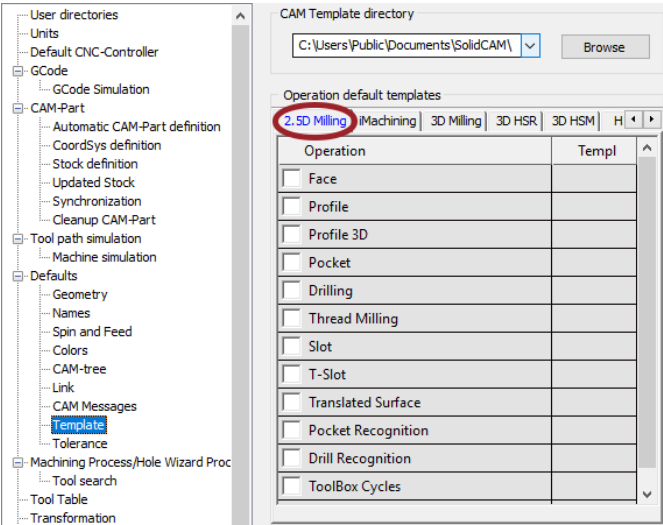 User directories
Units
Default CNC-Controller
GCode
GCode Simulation
CAM-Part
Automatic CAM-Part definition
CoordSys definition
Stock definition
Updated Stock
Synchronization
Cleanup CAM-Part
Tool path simulation
Machine simulation
Defaults
Geometry
Names
Spin and Feed
Colors
CAM-tree
Link
CAM Messages
Template
Tolerance
Machining Process/Hole Wizard Proc
Tool search
Tool Table
Transformation
CAM Template directory
C:\Users\Public\Documents\SolidCAM\ Browse
Operation default templates
2.5D Milling iMachining 3D Milling 3D HSR 3D HSM H
Operation Templ
Face
Profile
Profile 3D
Pocket
Drilling
Thread Milling
Slot
T-Slot
Translated Surface
Pocket Recognition
Drill Recognition
ToolBox Cycles